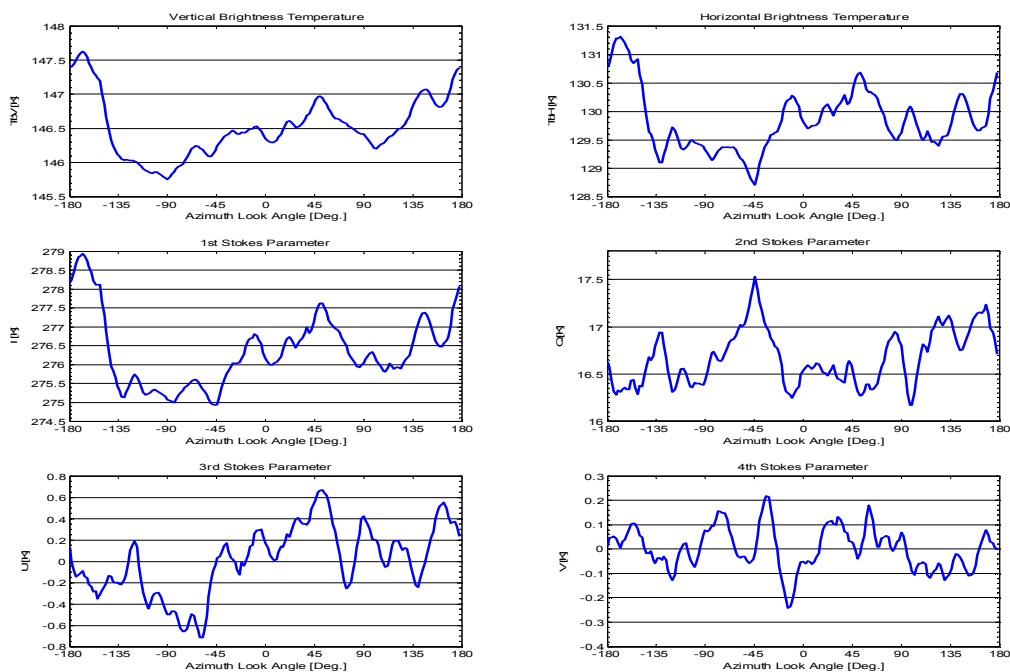 Vertical Brightness Temperature
148
147.5
147
146.5
146
145.5
-180 -135 -90 -45 0 45 90 135 180
Azimuth Look Angle [Deg.]
Horizontal Brightness Temperature
131.5
131
130.5
130
129.5
129
128.5
-180 -135 -90 -45 0 45 90 135 180
Azimuth Look Angle [Deg.]
1st Stokes Parameter
I [K]
279
278.5
278
277.5
277
276.5
276
275.5
275
274.5
-180 -135 -90 -45 0 45 90 135 180
Azimuth Look Angle [Deg.]
2nd Stokes Parameter
Q[K]
17.5
17
16.5
16
-180 -135 -90 -45 0 45 90 135 180
Azimuth Look Angle [Deg.]
3rd Stokes Parameter
U[K]
0.8
0.6
0.4
0.2
0
-0.2
-0.4
-0.6
-0.8
-180 -135 -90 -45 0 45 90 135 180
Azimuth Look Angle [Deg.]
4th Stokes Parameter
V[K]
0.3
0.2
0.1
0
-0.1
-0.2
-0.3
-0.4
-180 -135 -90 -45 0 45 90 135 180
Azimuth Look Angle [Deg.]